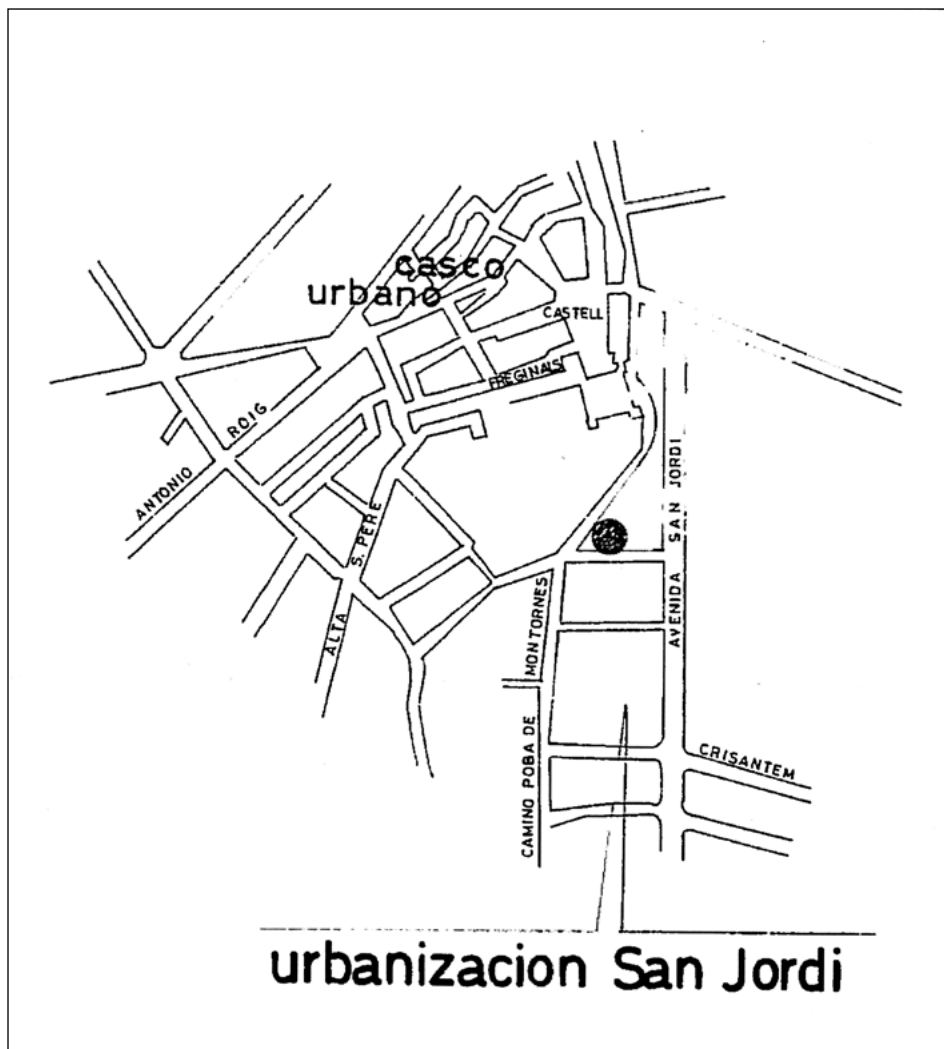 casco
urbano
CASTELL
FREGINALS
ANTONIO ROIG
ALTA S. PERE
AVENIDA SAN JORDI
CAMINO POBA DE MONTORNES
CRISANTEM
urbanizacion San Jordi